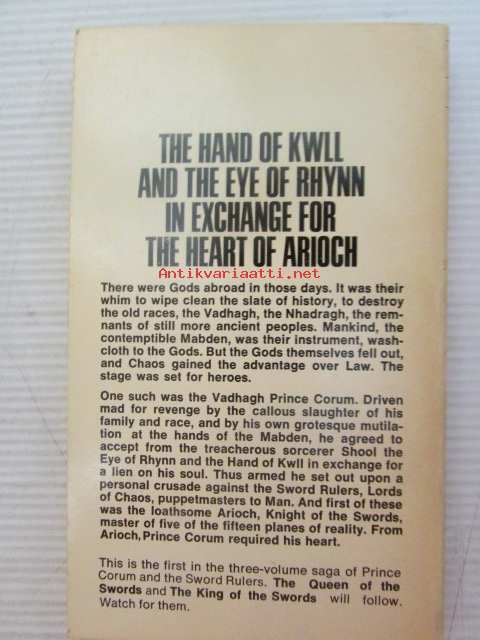 THE HAND OF KWLL
AND THE EYE OF RHYNN
IN EXCHANGE FOR
THE HEART OF ARIOCH
Antikvariaatti.net
There were Gods abroad in those days. It was their
whim to wipe clean the slate of history, to destroy
the old races, the Vadhagh, the Nhadragh, the rem-
nants of still more ancient peoples. Mankind, the
contemptible Mabden, was their instrument, wash-
cloth to the Gods. But the Gods themselves fell out,
and Chaos gained the advantage over Law. The
stage was set for heroes.
One such was the Vadhagh Prince Corum. Driven
mad for revenge by the callous slaughter of his
family and race, and by his own grotesque mutila-
tion at the hands of the Mabden, he agreed to
accept from the treacherous sorcerer Shool the
Eye of Rhynn and the Hand of Kwll in exchange for
a lien on his soul. Thus armed he set out upon a
personal crusade against the Sword Rulers, Lords
of Chaos, puppetmasters to Man. And first of these
was the loathsome Arioch, Knight of the Swords,
master of five of the fifteen planes of reality. From
Arioch, Prince Corum required his heart.
This is the first in the three-volume saga of Prince
Corum and the Sword Rulers. The Queen of the
Swords and The King of the Swords will follow.
Watch for them.